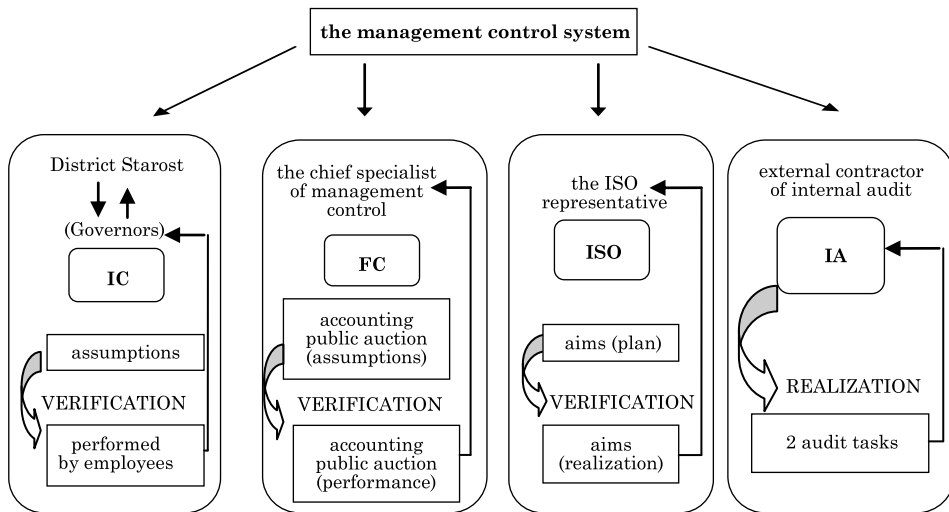 the management control system
District Starost
(Governors)
IC
assumptions
VERIFICATION
performed
by employees
the chief specialist
of management
control
FC
accounting
public auction
(assumptions)
VERIFICATION
accounting
public auction
(performance)
the ISO
representative
ISO
aims (plan)
VERIFICATION
aims
(realization)
external contractor
of internal audit
IA
REALIZATION
2 audit tasks